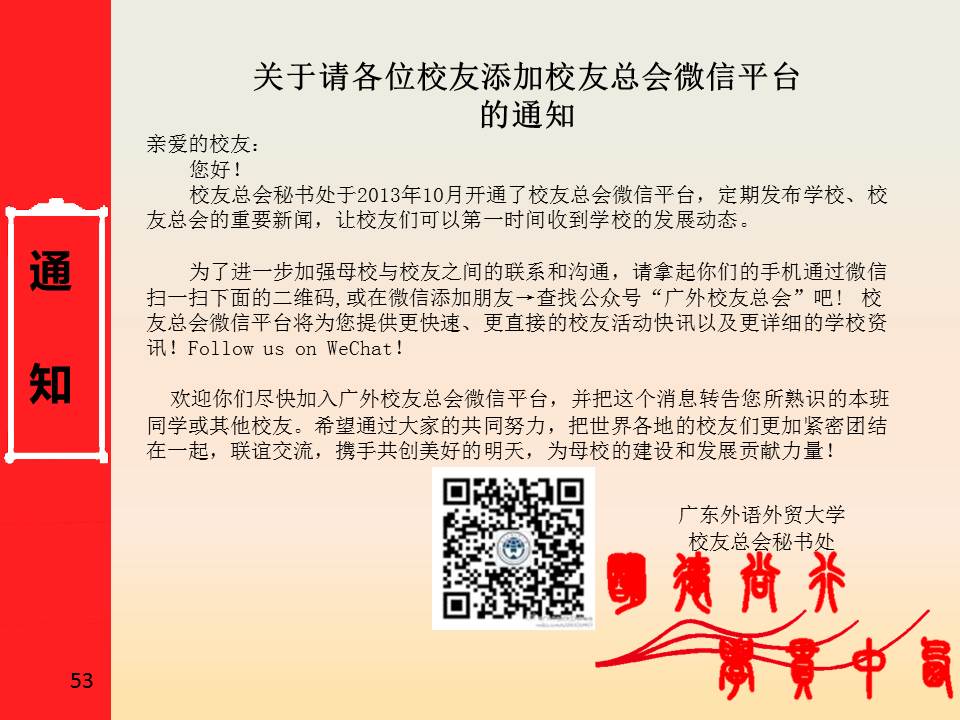 关于请各位校友添加校友总会微信平台
的通知
亲爱的校友：
您好！
校友总会秘书处于2013年10月开通了校友总会微信平台，定期发布学校、校
友总会的重要新闻，让校友们可以第一时间收到学校的发展动态。
为了进一步加强母校与校友之间的联系和沟通，请拿起你们的手机通过微信
扫一扫下面的二维码,或在微信添加朋友→查找公众号“广外校友总会”吧! 校
友总会微信平台将为您提供更快速、更直接的校友活动快讯以及更详细的学校资
讯！Follow us on WeChat！
欢迎你们尽快加入广外校友总会微信平台，并把这个消息转告您所熟识的本班
同学或其他校友。希望通过大家的共同努力，把世界各地的校友们更加紧密团结
在一起，联谊交流，携手共创美好的明天，为母校的建设和发展贡献力量！
广东外语外贸大学
校友总会秘书处
通
知
明德尚行
學貫中西
53